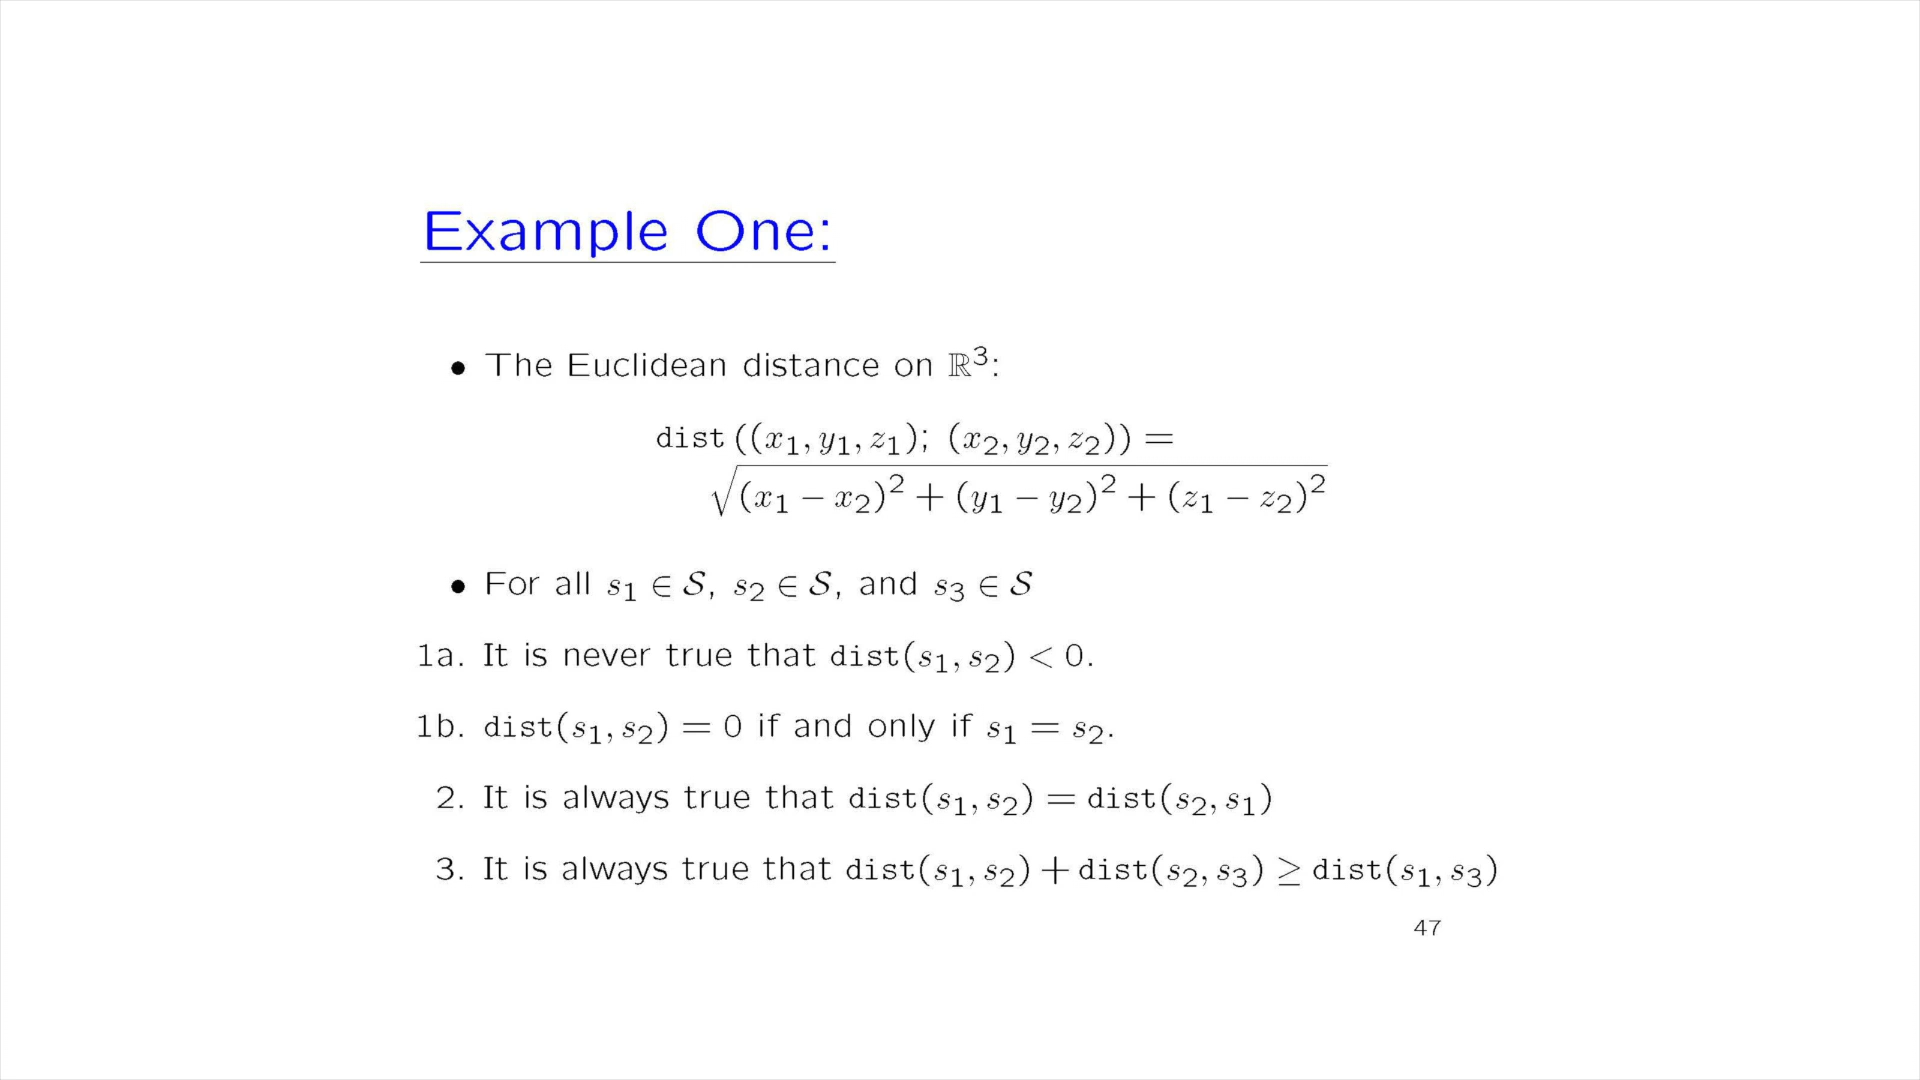 Example One:
• The Euclidean distance on ℝ³:
dist ((x₁, y₁, z₁); (x₂, y₂, z₂)) =
√((x₁ − x₂)² + (y₁ − y₂)² + (z₁ − z₂)²)
• For all s₁ ∈ 𝒮, s₂ ∈ 𝒮, and s₃ ∈ 𝒮
1a. It is never true that dist(s₁, s₂) < 0.
1b. dist(s₁, s₂) = 0 if and only if s₁ = s₂.
2. It is always true that dist(s₁, s₂) = dist(s₂, s₁)
3. It is always true that dist(s₁, s₂) + dist(s₂, s₃) ≥ dist(s₁, s₃)
47